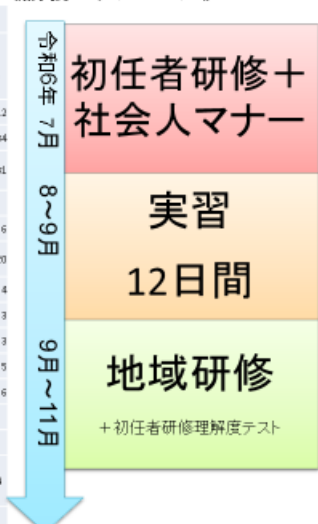 令和6年 7月
初任者研修＋
社会人マナー
8～9月
実習
12日間
9月～11月
地域研修
＋初任者研修理解度テスト